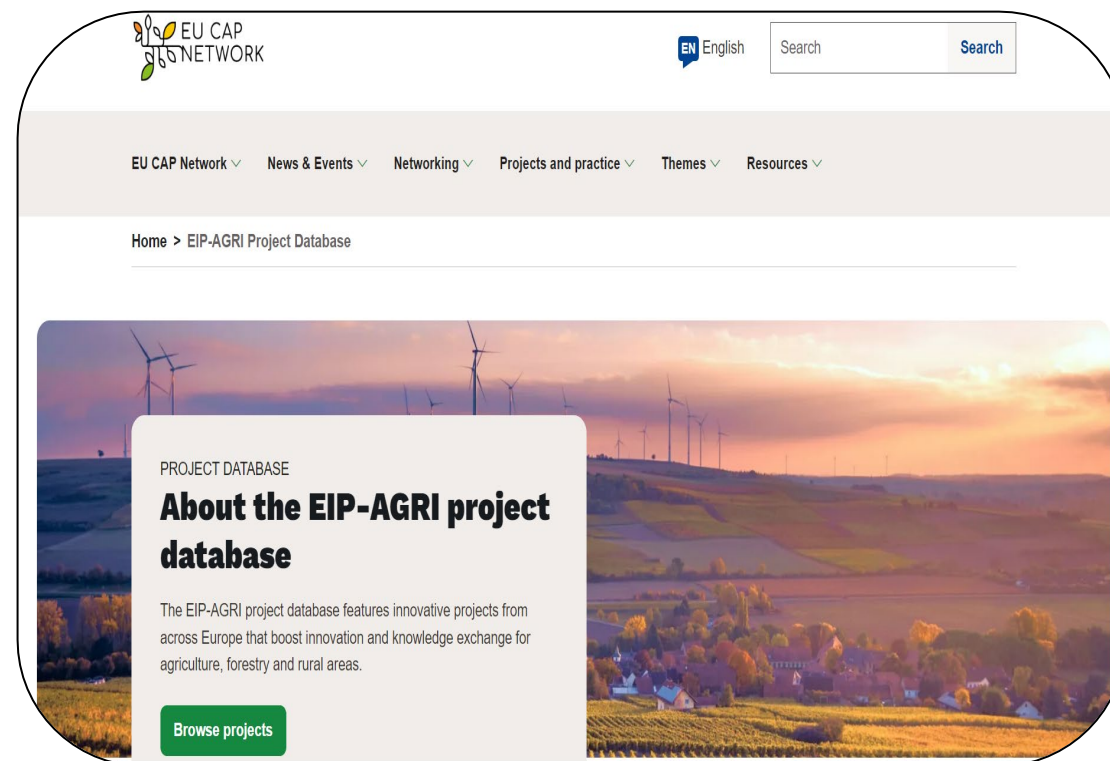 EU CAP
NETWORK
EN English
Search
Search
EU CAP Network
News & Events
Networking
Projects and practice
Themes
Resources
Home > EIP-AGRI Project Database
PROJECT DATABASE
About the EIP-AGRI project
database
The EIP-AGRI project database features innovative projects from
across Europe that boost innovation and knowledge exchange for
agriculture, forestry and rural areas.
Browse projects